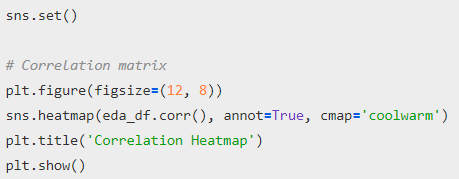 sns.set()
# Correlation matrix
plt.figure(figsize=(12, 8))
sns.heatmap(eda_df.corr(), annot=True, cmap='coolwarm')
plt.title('Correlation Heatmap')
plt.show()